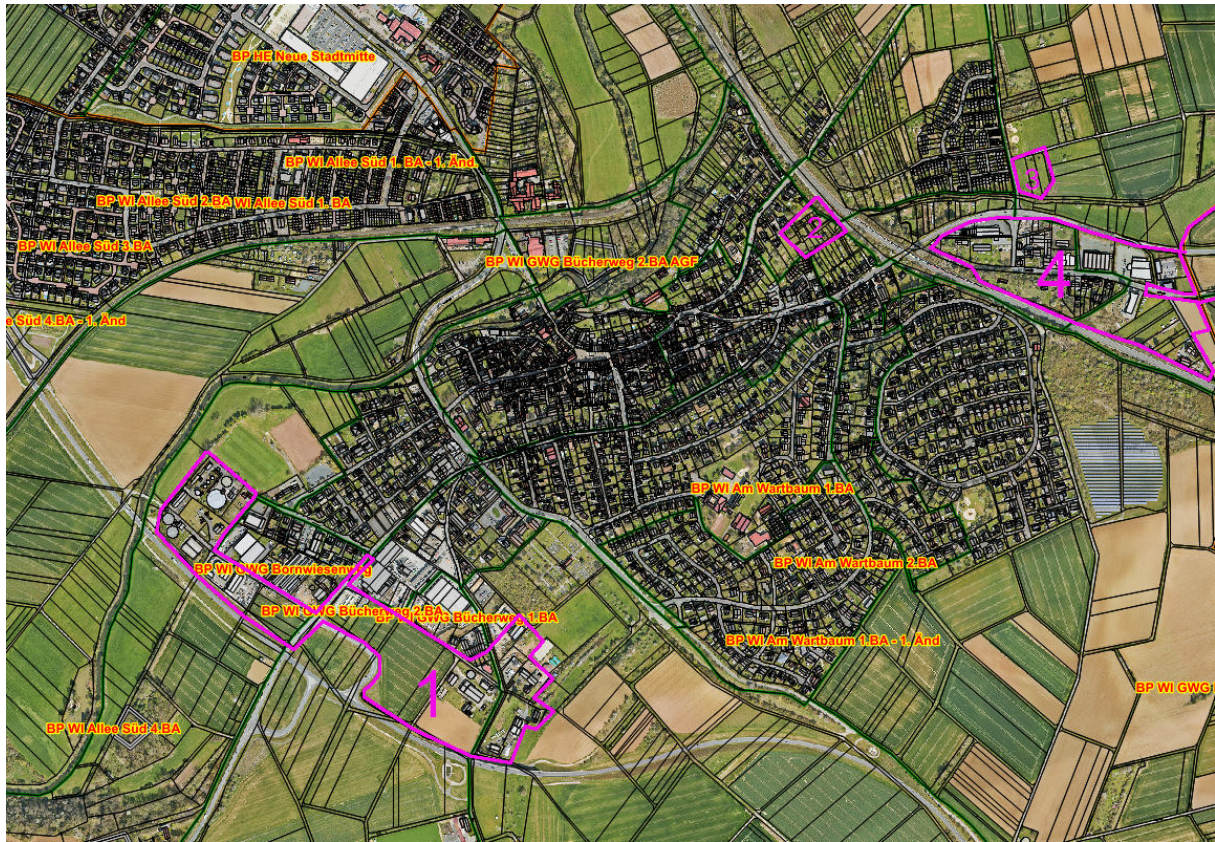 BP HE Neue Stadtmitte
BP WI Allee Süd 1. BA - 1. Änd
BP WI Allee Süd 2.BA
WI Allee Süd 1. BA
3
2
BP WI Allee Süd 3.BA
BP WI GWG Bücherweg 2.BA AGF
4
e Süd 4.BA - 1. Änd
BP WI Am Wartbaum 1.BA
BP WI Am Wartbaum 2.BA
BP WI GWG Bornwiesenweg
BP WI GWG Bücherweg 2.BA
BP WI GWG Bücherweg 1.BA
BP WI Am Wartbaum 1.BA - 1. Änd
1
BP WI GWG
BP WI Allee Süd 4.BA